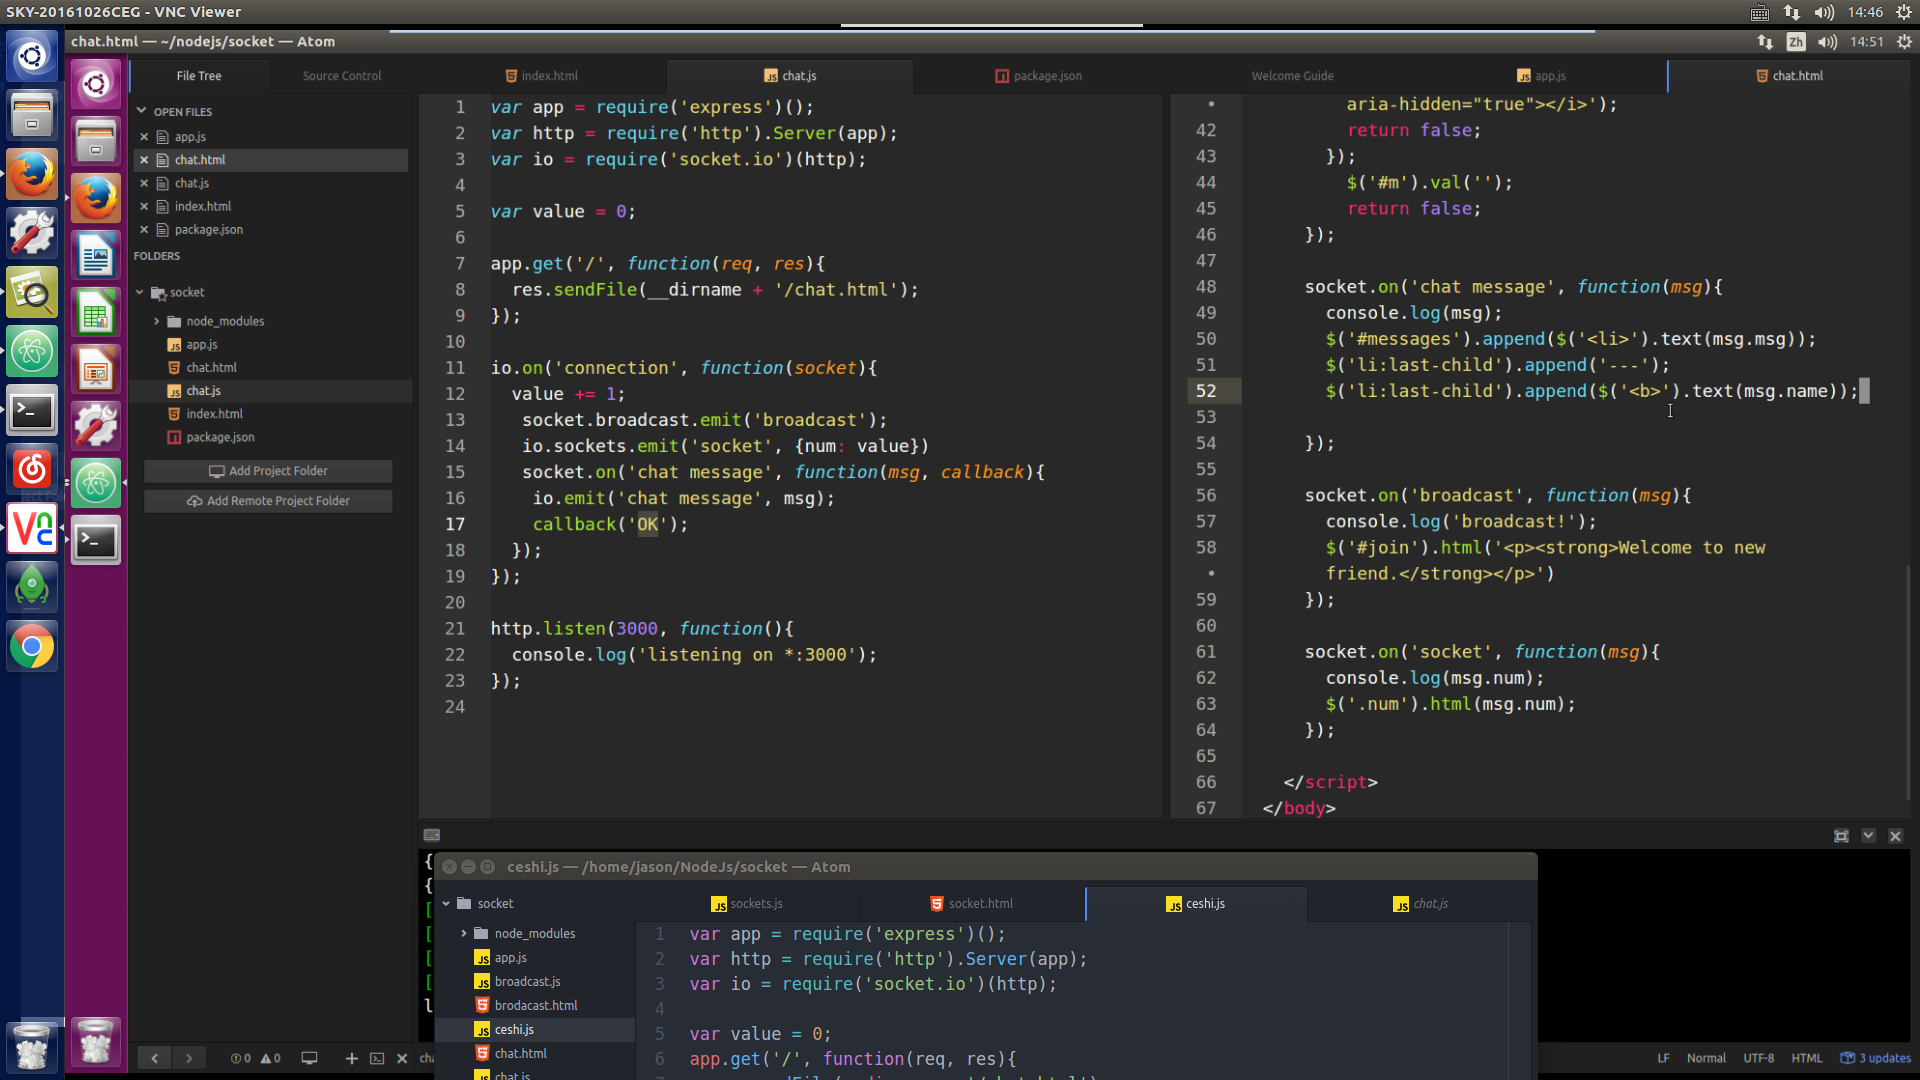 SKY-20161026CEG - VNC Viewer
14:46
chat.html — ~/nodejs/socket — Atom
Zh
14:51
File Tree
Source Control
index.html
chat.js
package.json
Welcome Guide
app.js
chat.html
OPEN FILES
app.js
chat.html
chat.js
index.html
package.json
FOLDERS
socket
node_modules
app.js
chat.html
chat.js
index.html
package.json
Add Project Folder
Add Remote Project Folder
1 var app = require('express')();
2 var http = require('http').Server(app);
3 var io = require('socket.io')(http);
4
5 var value = 0;
6
7 app.get('/', function(req, res){
8 res.sendFile(__dirname + '/chat.html');
9 });
10
11 io.on('connection', function(socket){
12 value += 1;
13 socket.broadcast.emit('broadcast');
14 io.sockets.emit('socket', {num: value})
15 socket.on('chat message', function(msg, callback){
16 io.emit('chat message', msg);
17 callback('OK');
18 });
19 });
20
21 http.listen(3000, function(){
22 console.log('listening on *:3000');
23 });
24
• aria-hidden="true"></i>');
42 return false;
43 });
44 $('#m').val('');
45 return false;
46 });
47
48 socket.on('chat message', function(msg){
49 console.log(msg);
50 $('#messages').append($('<li>').text(msg.msg));
51 $('li:last-child').append('---');
52 $('li:last-child').append($('<b>').text(msg.name));
53
54 });
55
56 socket.on('broadcast', function(msg){
57 console.log('broadcast!');
58 $('#join').html('<p><strong>Welcome to new
• friend.</strong></p>')
59 });
60
61 socket.on('socket', function(msg){
62 console.log(msg.num);
63 $('.num').html(msg.num);
64 });
65
66 </script>
67 </body>
{
{
[
[
[
[
l
ceshi.js — /home/jason/NodeJs/socket — Atom
socket
sockets.js
socket.html
ceshi.js
chat.js
node_modules
app.js
broadcast.js
brodacast.html
ceshi.js
chat.html
chat.js
1 var app = require('express')();
2 var http = require('http').Server(app);
3 var io = require('socket.io')(http);
4
5 var value = 0;
6 app.get('/', function(req, res){
0
0
cha
LF
Normal
UTF-8
HTML
3 updates